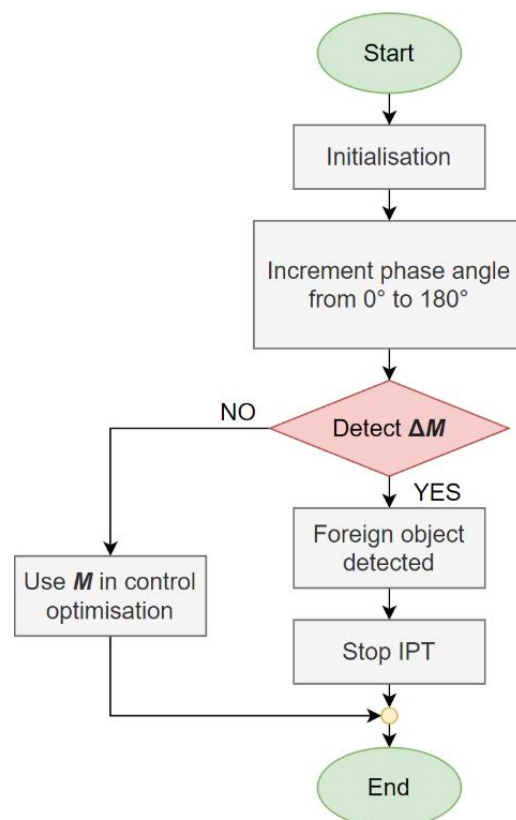 Start
Initialisation
Increment phase angle
from 0° to 180°
NO
Detect ΔM
YES
Foreign object
detected
Use M in control
optimisation
Stop IPT
End